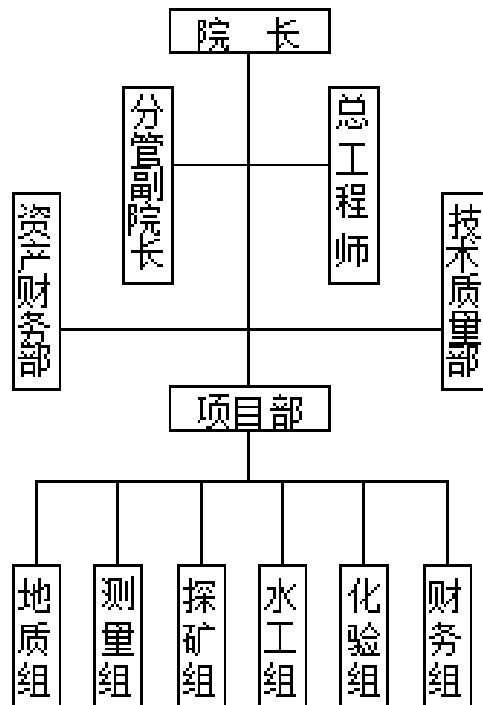 院 长
分管副院长
总工程师
资产财务部
技术质量部
项目部
地质组
测量组
探矿组
水工组
化验组
财务组